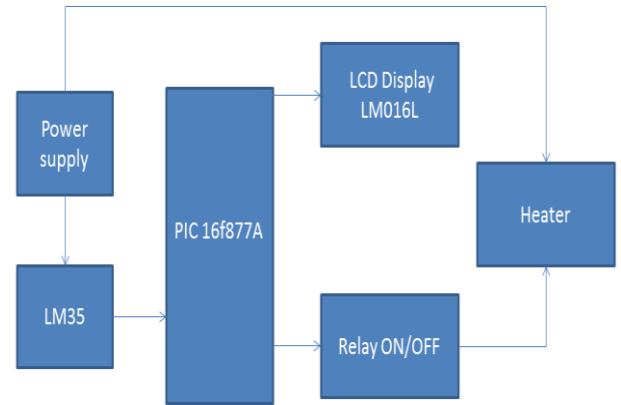 LCD Display
LM016L
Power
supply
PIC 16f877A
Heater
LM35
Relay ON/OFF